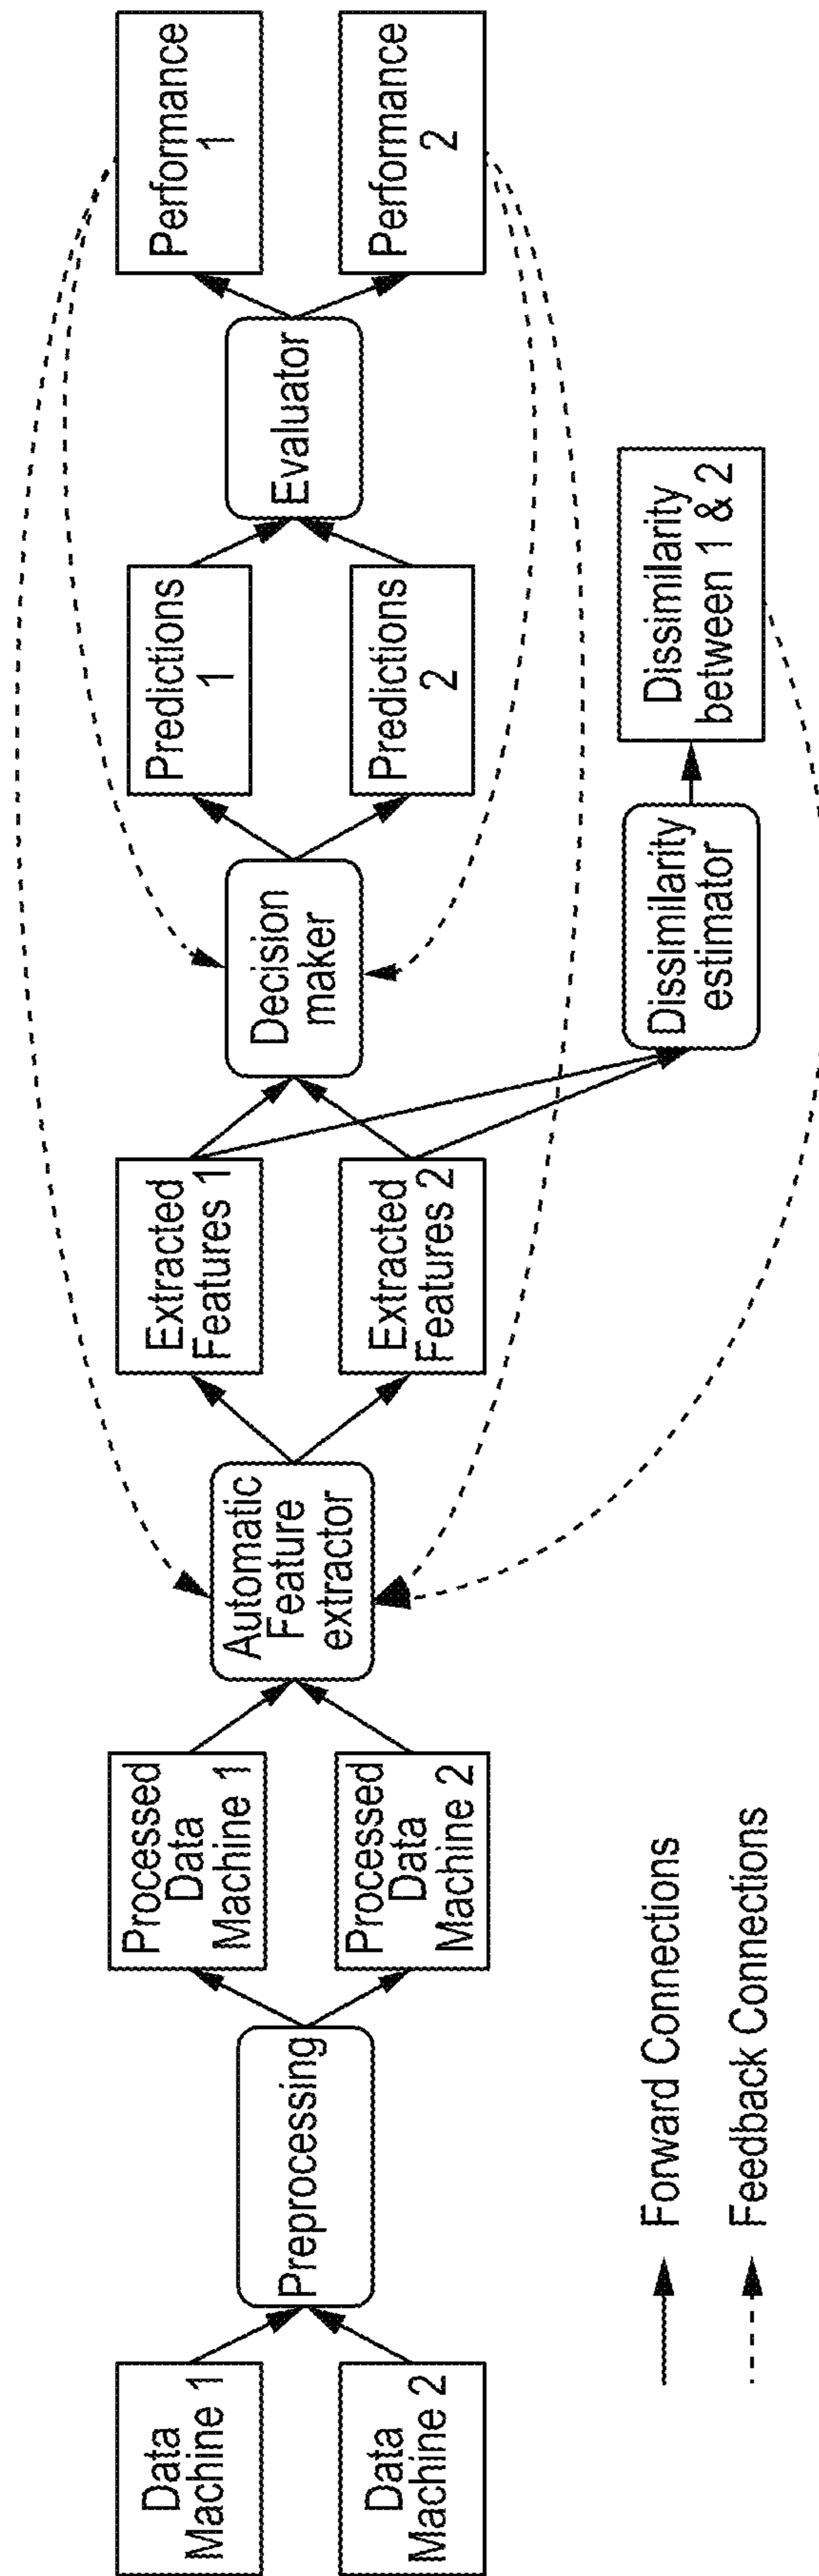 Data
Machine 1
Data
Machine 2
Preprocessing
Processed
Data
Machine 1
Processed
Data
Machine 2
Automatic
Feature
extractor
Extracted
Features 1
Extracted
Features 2
Decision
maker
Predictions
1
Predictions
2
Evaluator
Performance
1
Performance
2
Dissimilarity
estimator
Dissimilarity
between 1 & 2
Forward Connections
Feedback Connections